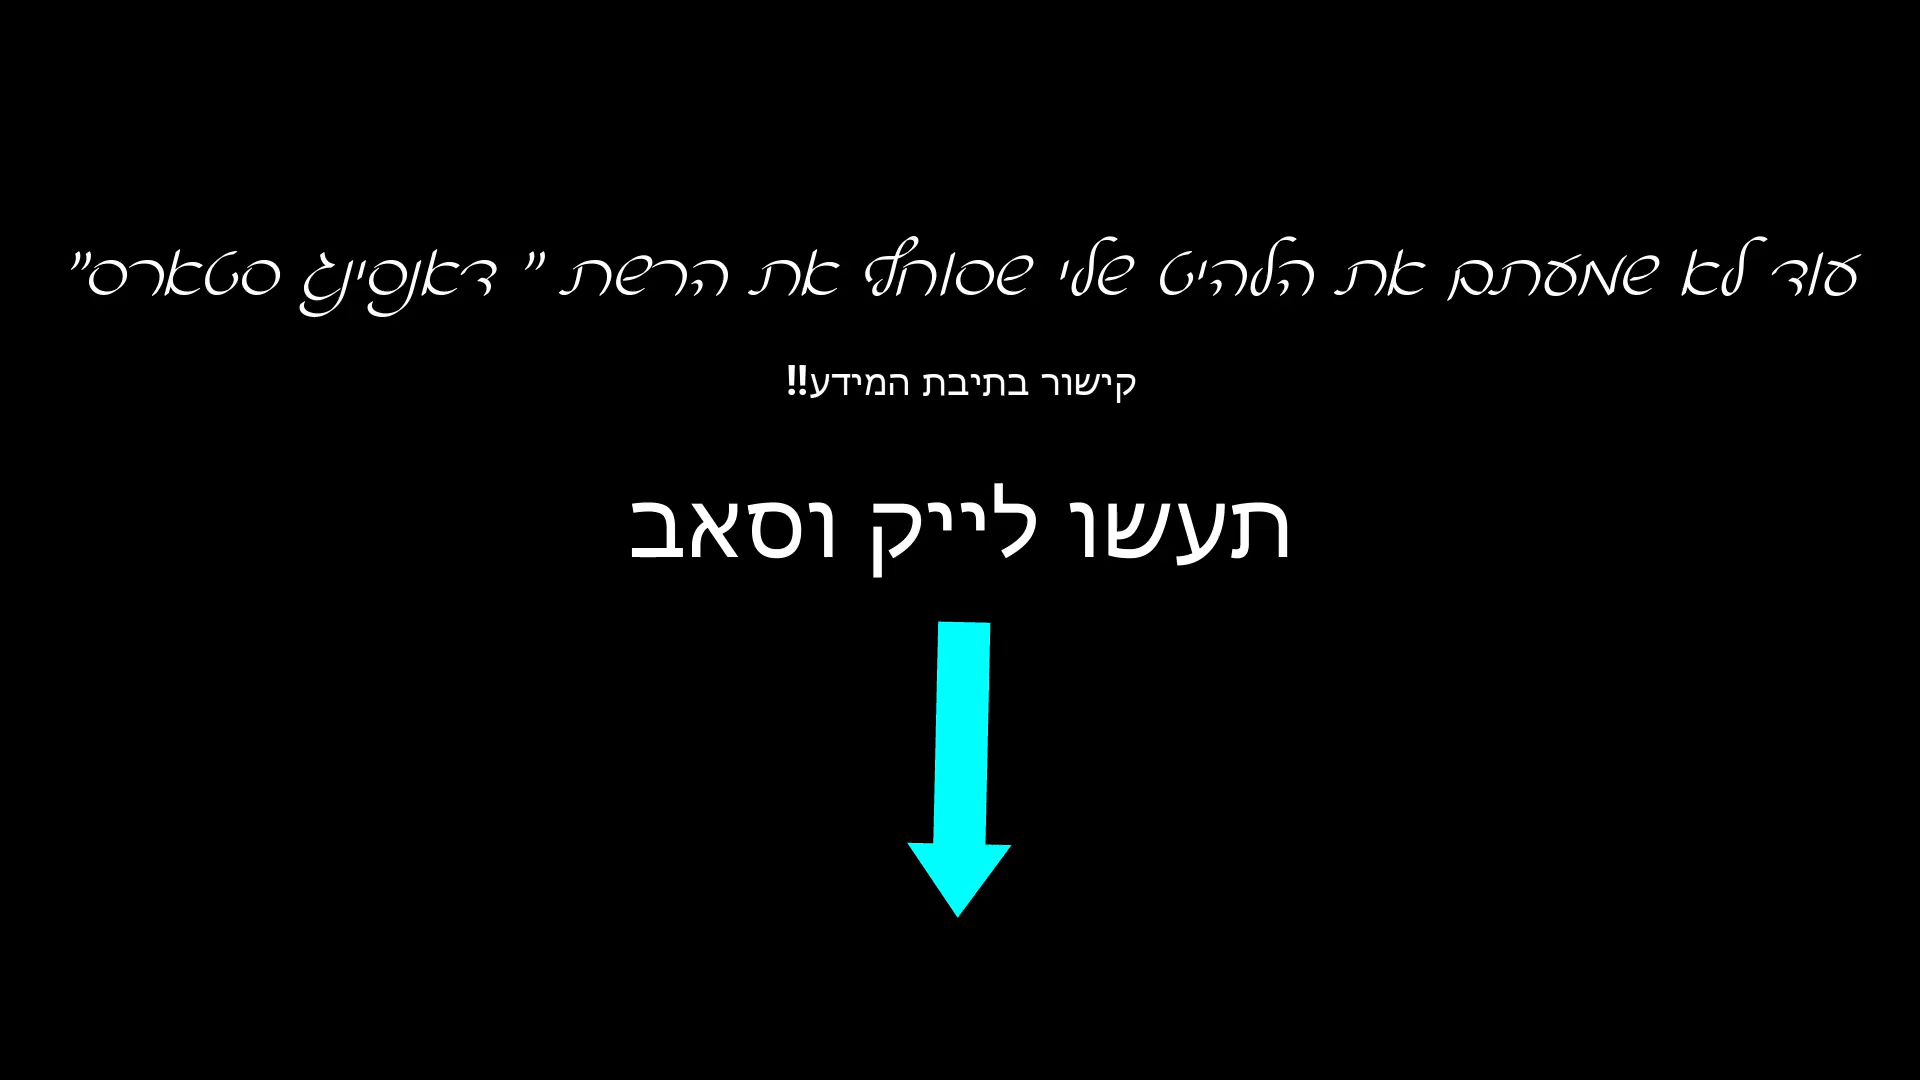 עוד לא שמעתם את הלהיט שלי שסוחף את הרשת " דאנסינג סטארס"
קישור בתיבת המידע!!
תעשו לייק וסאב